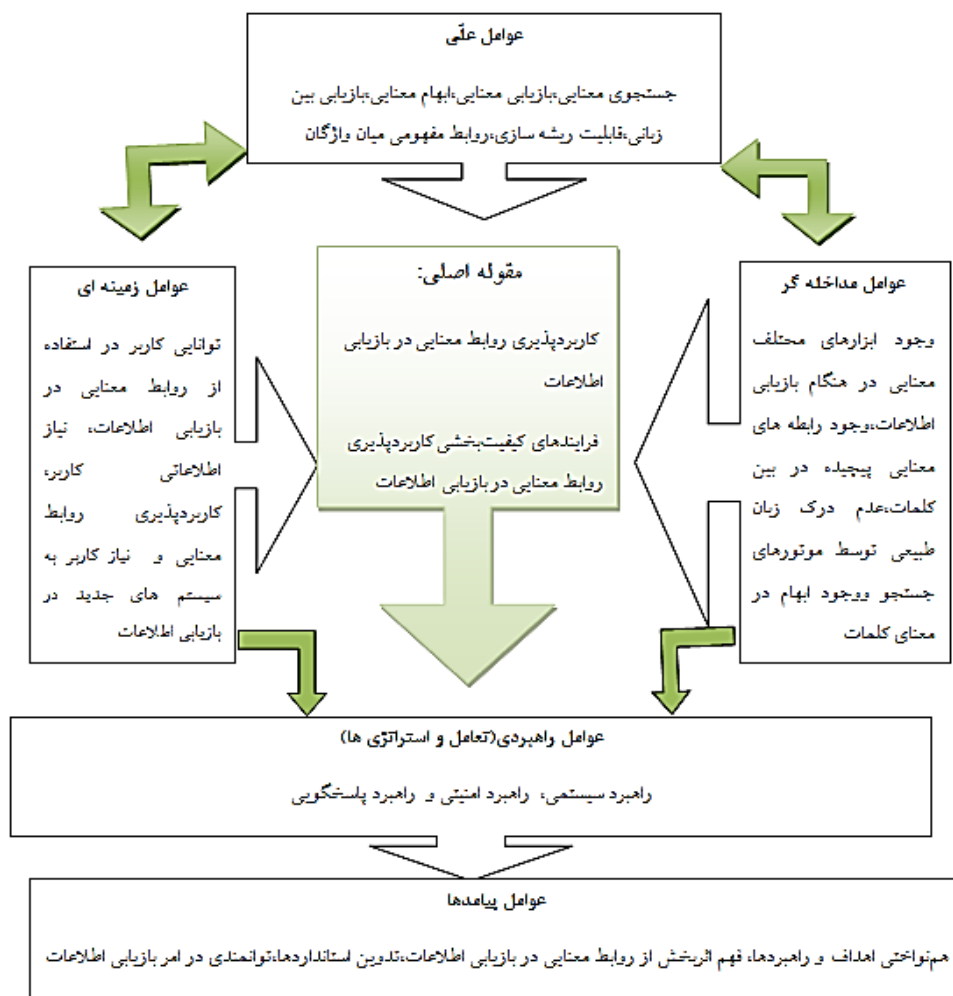 عوامل علّی
جستجوی معنایی،بازیابی معنایی،ابهام معنایی،بازیابی بین
زبانی،قابلیت ریشه سازی،روابط مفهومی میان واژگان
عوامل مداخله گر
وجود ابزارهای مختلف
معنایی در هنگام بازیابی
اطلاعات،وجود رابطه های
معنایی پیچیده در بین
کلمات،عدم درک زبان
طبیعی توسط موتورهای
جستجو ووجود ابهام در
معنای کلمات
مقوله اصلی:
کاربردپذیری روابط معنایی در بازیابی
اطلاعات
فرایندهای کیفیت‌بخشی کاربردپذیری
روابط معنایی در بازیابی اطلاعات
عوامل زمینه ای
توانایی کاربر در استفاده
از روابط معنایی در
بازیابی اطلاعات، نیاز
اطلاعاتی کاربر،
کاربردپذیری روابط
معنایی و نیاز کاربر به
سیستم های جدید در
بازیابی اطلاعات
عوامل راهبردی(تعامل و استراتژی ها)
راهبرد سیستمی، راهبرد امنیتی و راهبرد پاسخگویی
عوامل پیامدها
هم‌نواختی اهداف و راهبردها، فهم اثربخش از روابط معنایی در بازیابی اطلاعات،تدوین استانداردها،توانمندی در امر بازیابی اطلاعات